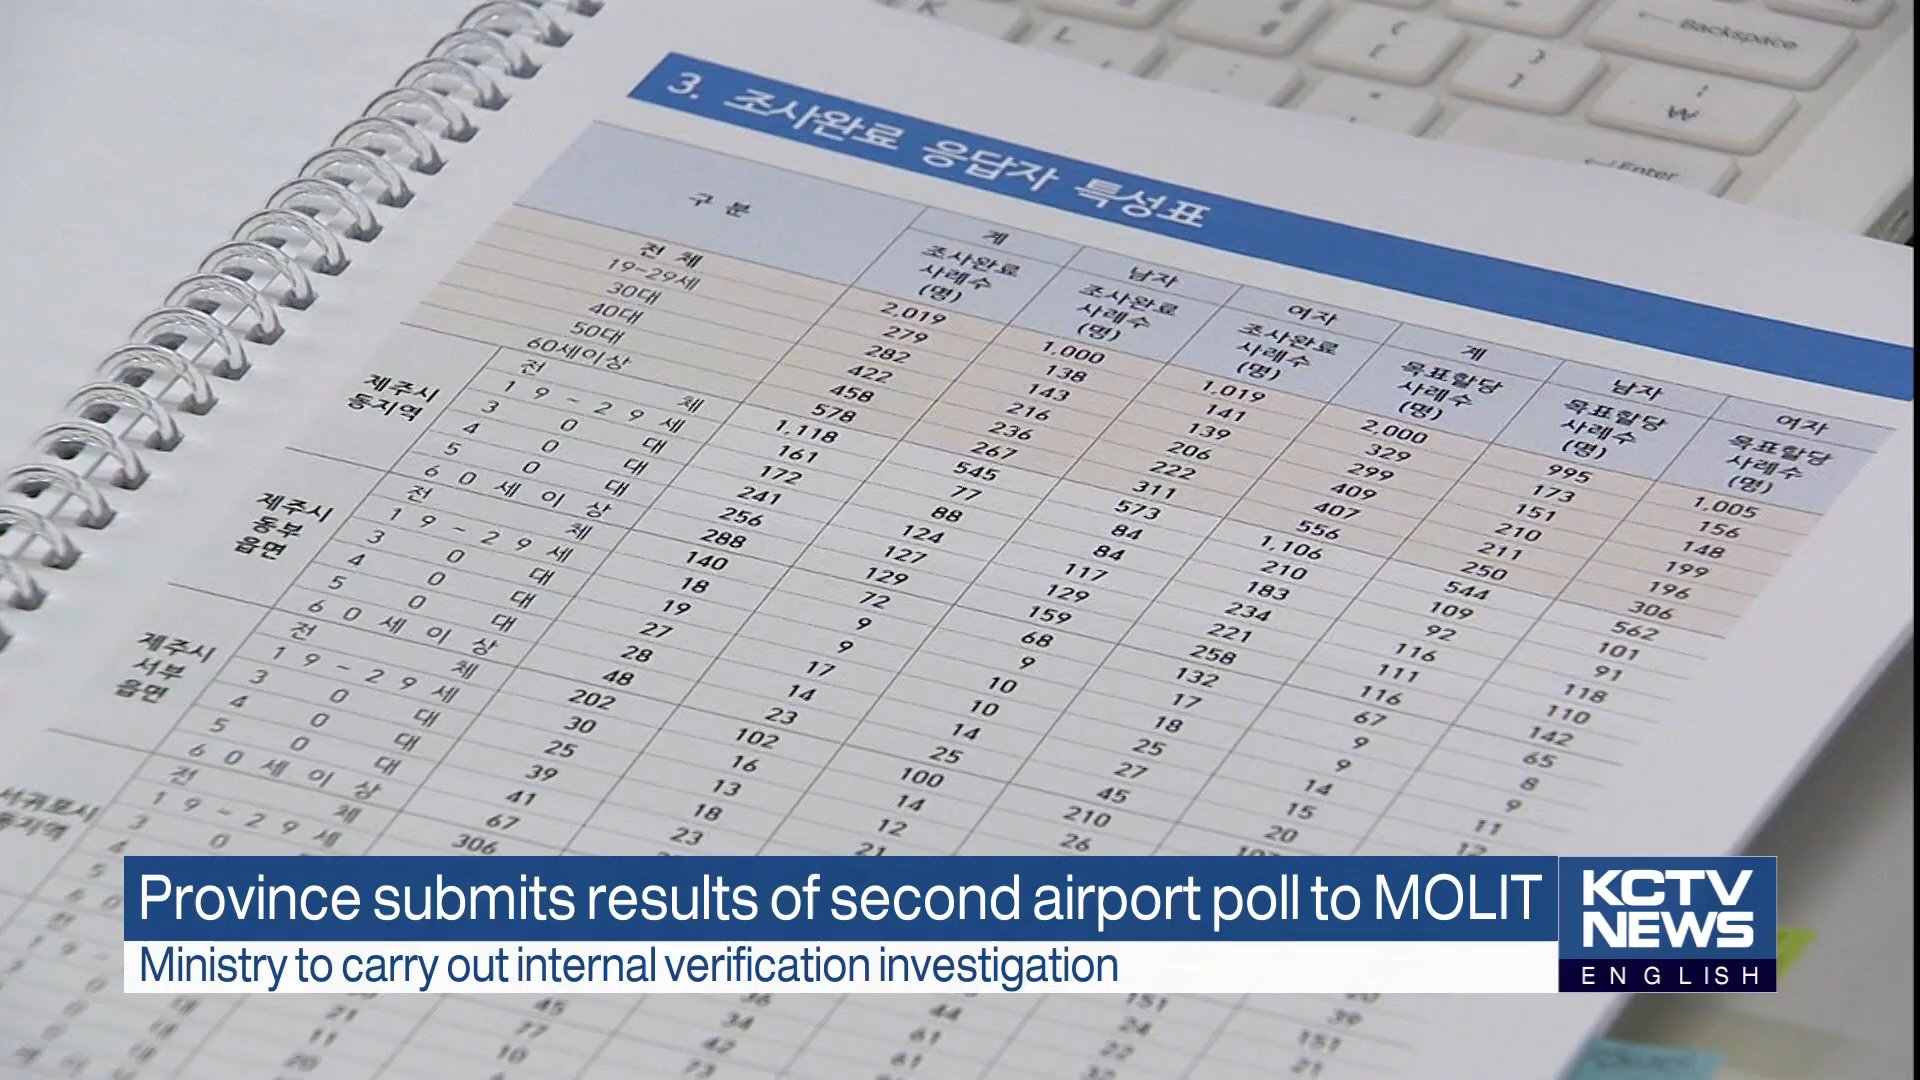 Backspace
Enter
3. 조사완료 응답자 특성표
구 분
계
조사완료
사례수
(명)
남자
조사완료
사례수
(명)
여자
조사완료
사례수
(명)
계
목표할당
사례수
(명)
남자
목표할당
사례수
(명)
여자
목표할당
사례수
(명)
전 체 2,019 1,000 1,019 2,000 995 1,005
19-29세 279 138 141 329 173 156
30대 282 143 139 299 151 148
40대 422 216 206 409 210 199
50대 458 236 222 407 211 196
60세이상 578 267 311 556 250 306
제주시
동지역
전 체 1,118 545 573 1,106 544 562
19-29세 161 77 84 210 109 101
30대 172 88 84 183 92 91
40대 241 124 117 234 116 118
50대 256 127 129 221 111 110
60세이상 288 129 159 258 116 142
제주시
동부
읍면
전 체 140 72 68 132 67 65
19-29세 18 9 9 17 9 8
30대 19 9 10 18 9 9
40대 27 17 10 25 14 11
50대 28 14 14 27 15 12
60세이상 48 23 25 45 20
제주시
서부
읍면
전 체 202 102 100 210 107
19-29세 30 16 14 26
30대 25 13 12
40대 39 18 21
50대 41 23
60세이상 67
서귀포시
동지역
전 체 306
19-29세
30
Province submits results of second airport poll to MOLIT
Ministry to carry out internal verification investigation
KCTV
NEWS
ENGLISH